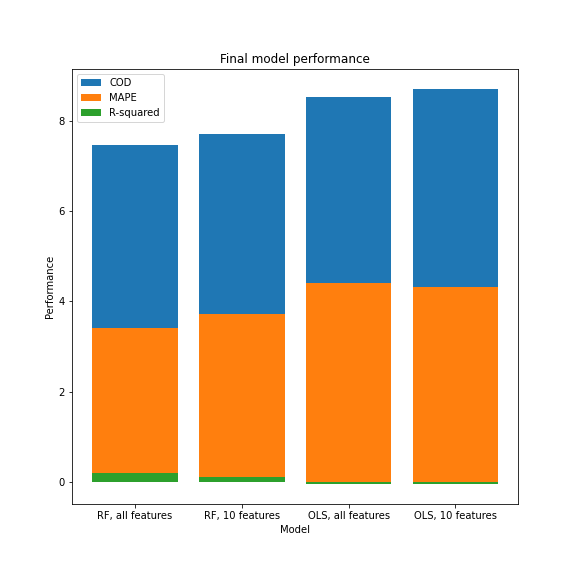 Final model performance
COD
MAPE
R-squared
8
6
4
2
0
Performance
RF, all features
RF, 10 features
OLS, all features
OLS, 10 features
Model